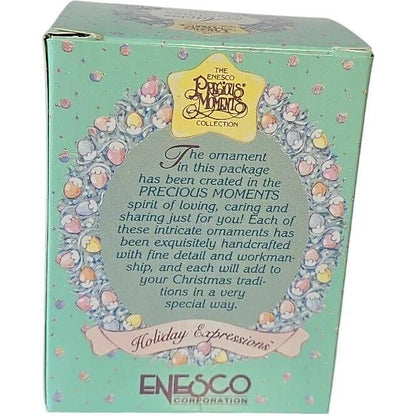 THE
ENESCO
PRECIOUS®
MOMENTS
COLLECTION
The ornament
in this package
has been created in the
PRECIOUS MOMENTS
spirit of loving, caring and
sharing just for you! Each of
these intricate ornaments has
been exquisitely handcrafted
with fine detail and workman-
ship, and each will add to
your Christmas tradi-
tions in a very
special way.
Holiday Expressions
ENESCO
CORPORATION